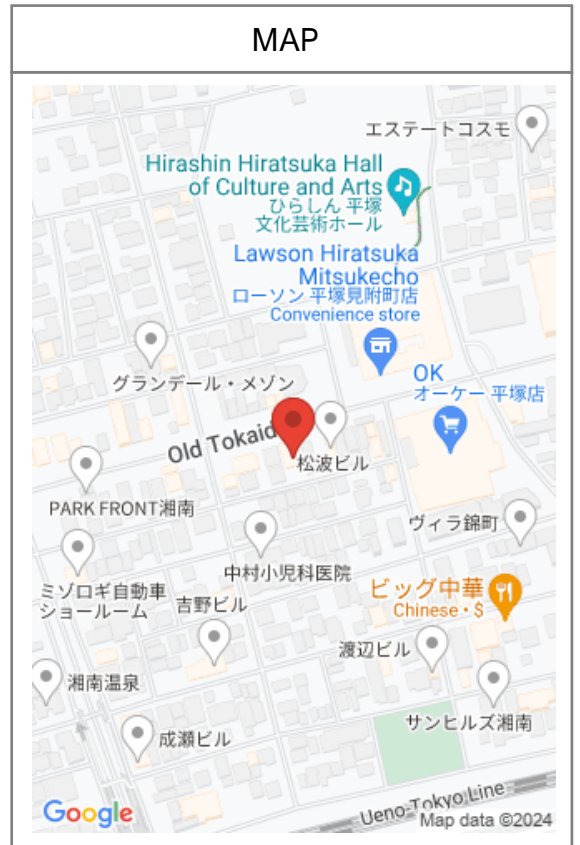 MAP
エステートコスモ
Hirashin Hiratsuka Hall
of Culture and Arts
ひらしん 平塚
文化芸術ホール
Lawson Hiratsuka
Mitsukecho
ローソン 平塚見附町店
Convenience store
グランデール・メゾン
OK
オーケー 平塚店
Old Tokaid
松波ビル
PARK FRONT湘南
ヴィラ錦町
中村小児科医院
ミゾロギ自動車
ショールーム
吉野ビル
ビッグ中華
Chinese・$
渡辺ビル
湘南温泉
サンヒルズ湘南
成瀬ビル
Google
Ueno-Tokyo Line
Map data ©2024